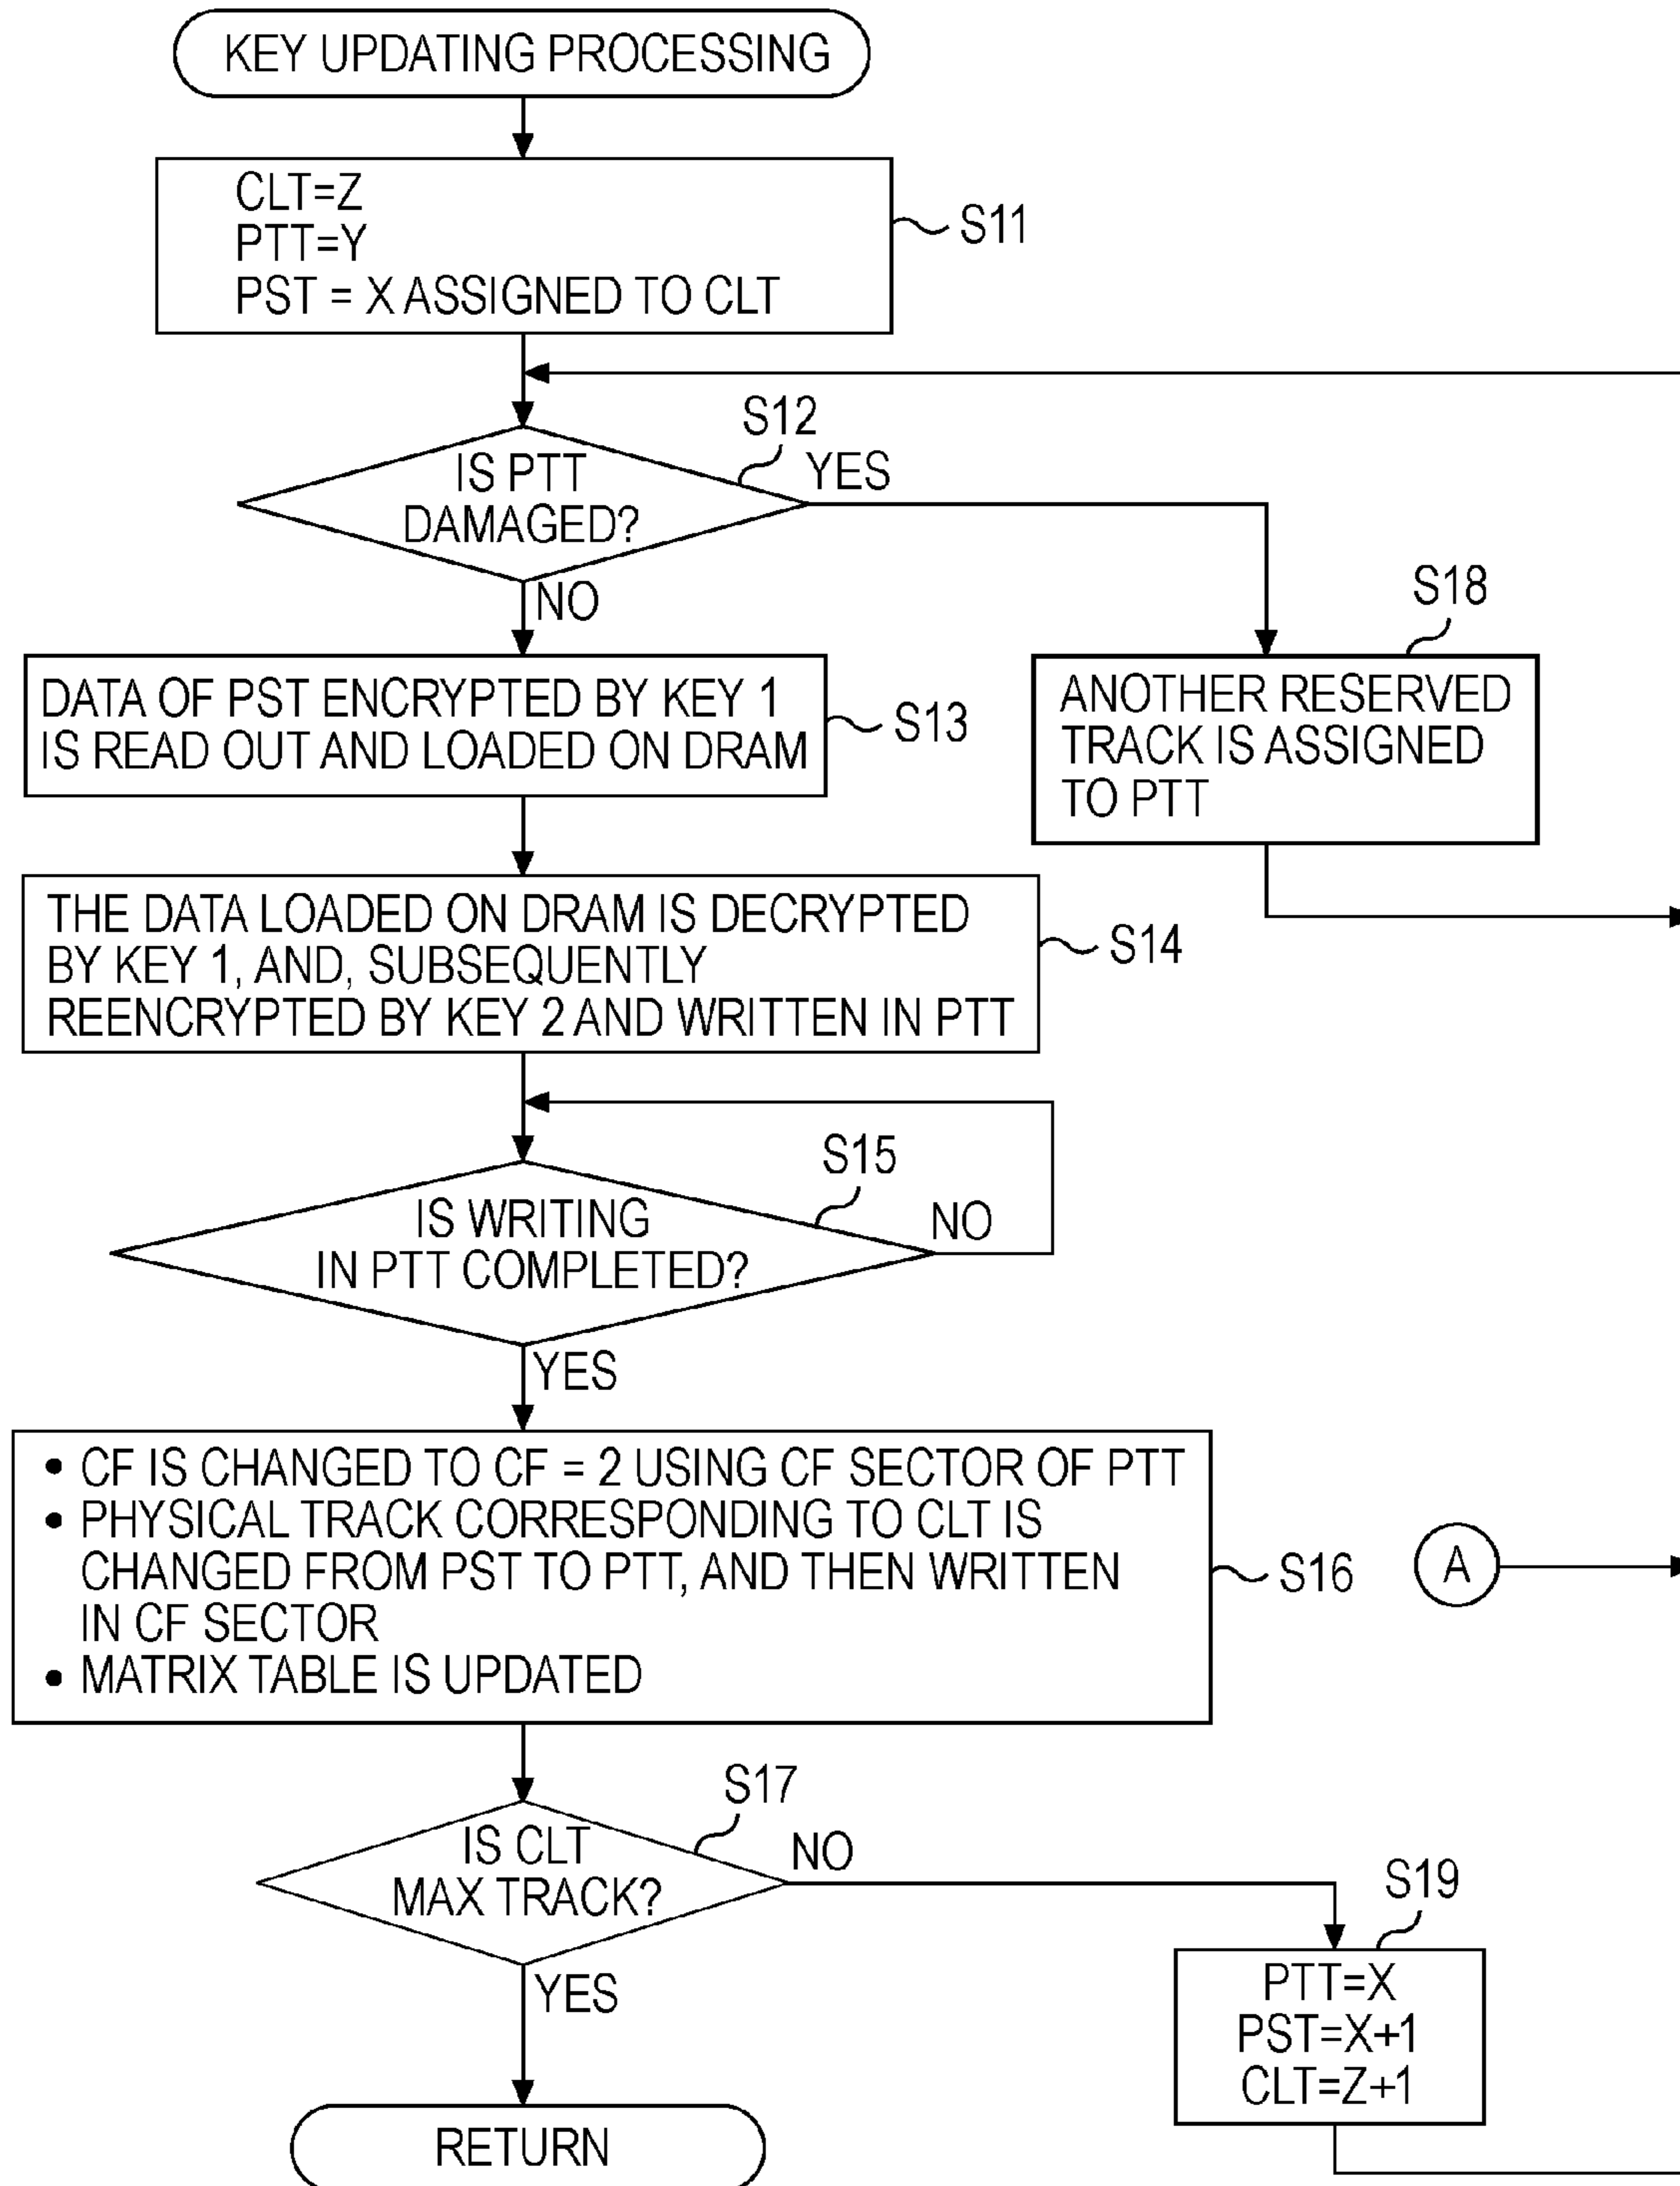 KEY UPDATING PROCESSING
CLT=Z
PTT=Y
PST = X ASSIGNED TO CLT
S11
S12
IS PTT
DAMAGED?
YES
NO
S18
ANOTHER RESERVED
TRACK IS ASSIGNED
TO PTT
DATA OF PST ENCRYPTED BY KEY 1
IS READ OUT AND LOADED ON DRAM
S13
THE DATA LOADED ON DRAM IS DECRYPTED
BY KEY 1, AND, SUBSEQUENTLY
REENCRYPTED BY KEY 2 AND WRITTEN IN PTT
S14
S15
IS WRITING
IN PTT COMPLETED?
NO
YES
• CF IS CHANGED TO CF = 2 USING CF SECTOR OF PTT
• PHYSICAL TRACK CORRESPONDING TO CLT IS
CHANGED FROM PST TO PTT, AND THEN WRITTEN
IN CF SECTOR
• MATRIX TABLE IS UPDATED
S16
A
S17
IS CLT
MAX TRACK?
NO
YES
S19
PTT=X
PST=X+1
CLT=Z+1
RETURN